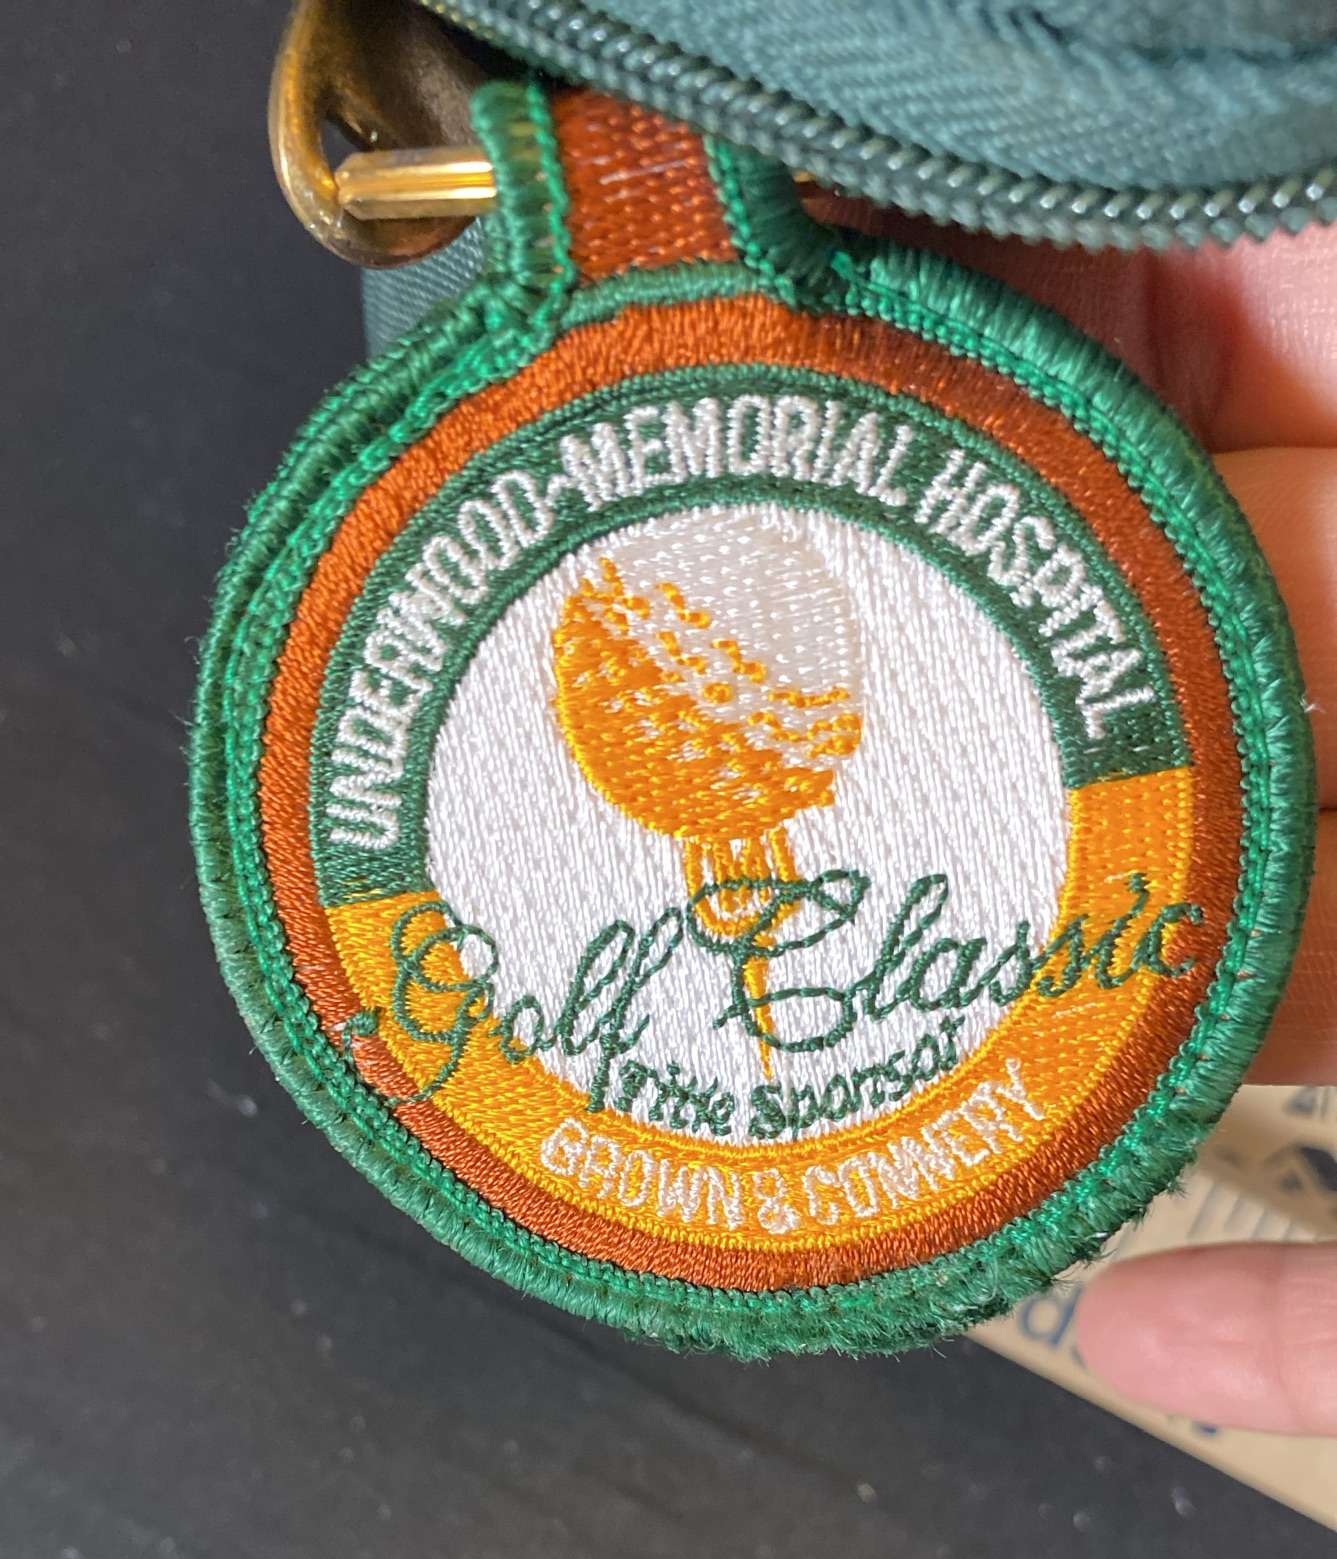 UNDERWOOD-MEMORIAL HOSPITAL
Golf Classic
Title Sponsor
BROWN & CONNERY